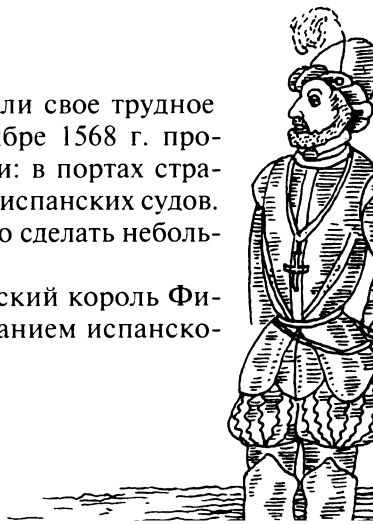 ли свое трудное
бре 1568 г. про-
и: в портах стра-
испанских судов.
о сделать неболь-
ский король Фи-
анием испанско-